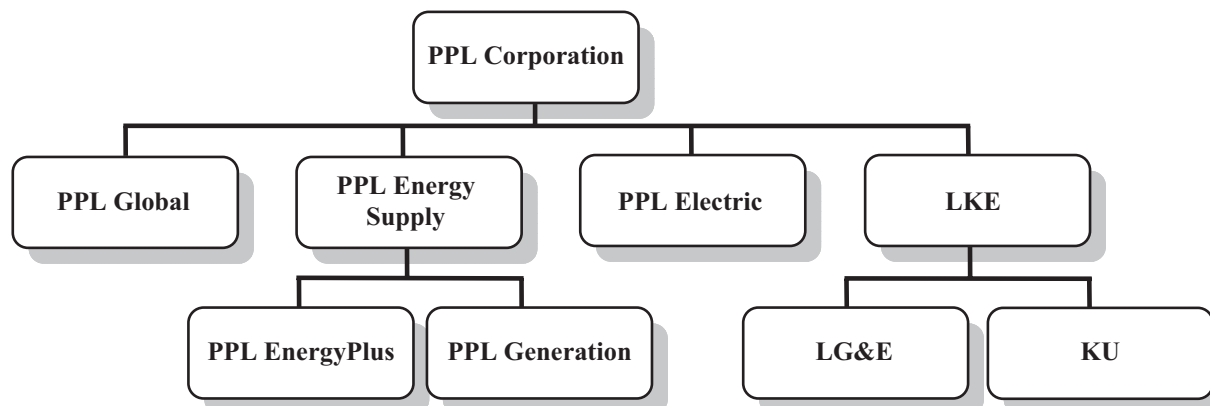 PPL Corporation
PPL Global
PPL Energy
Supply
PPL Electric
LKE
PPL EnergyPlus
PPL Generation
LG&E
KU